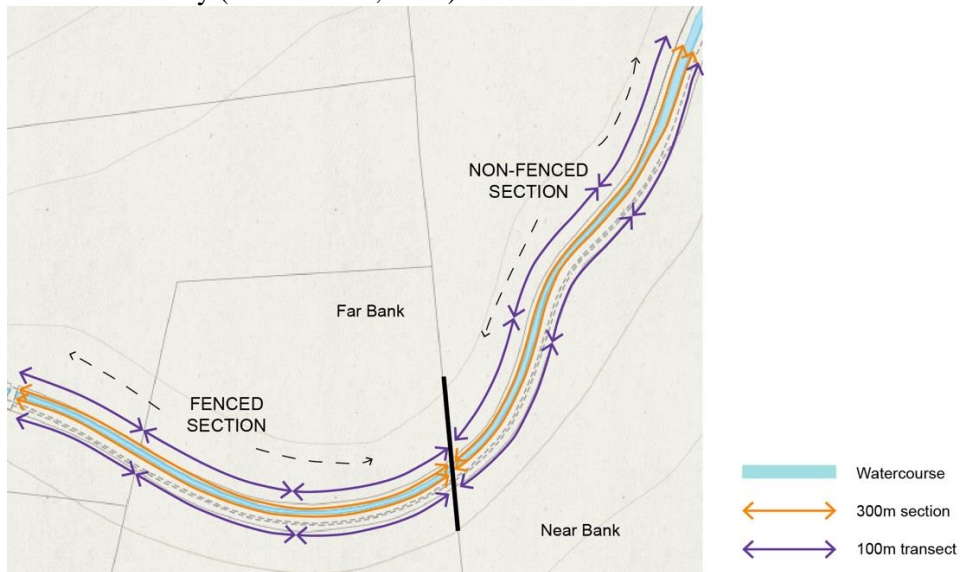 NON-FENCED
SECTION
Far Bank
FENCED
SECTION
Near Bank
Watercourse
300m section
100m transect